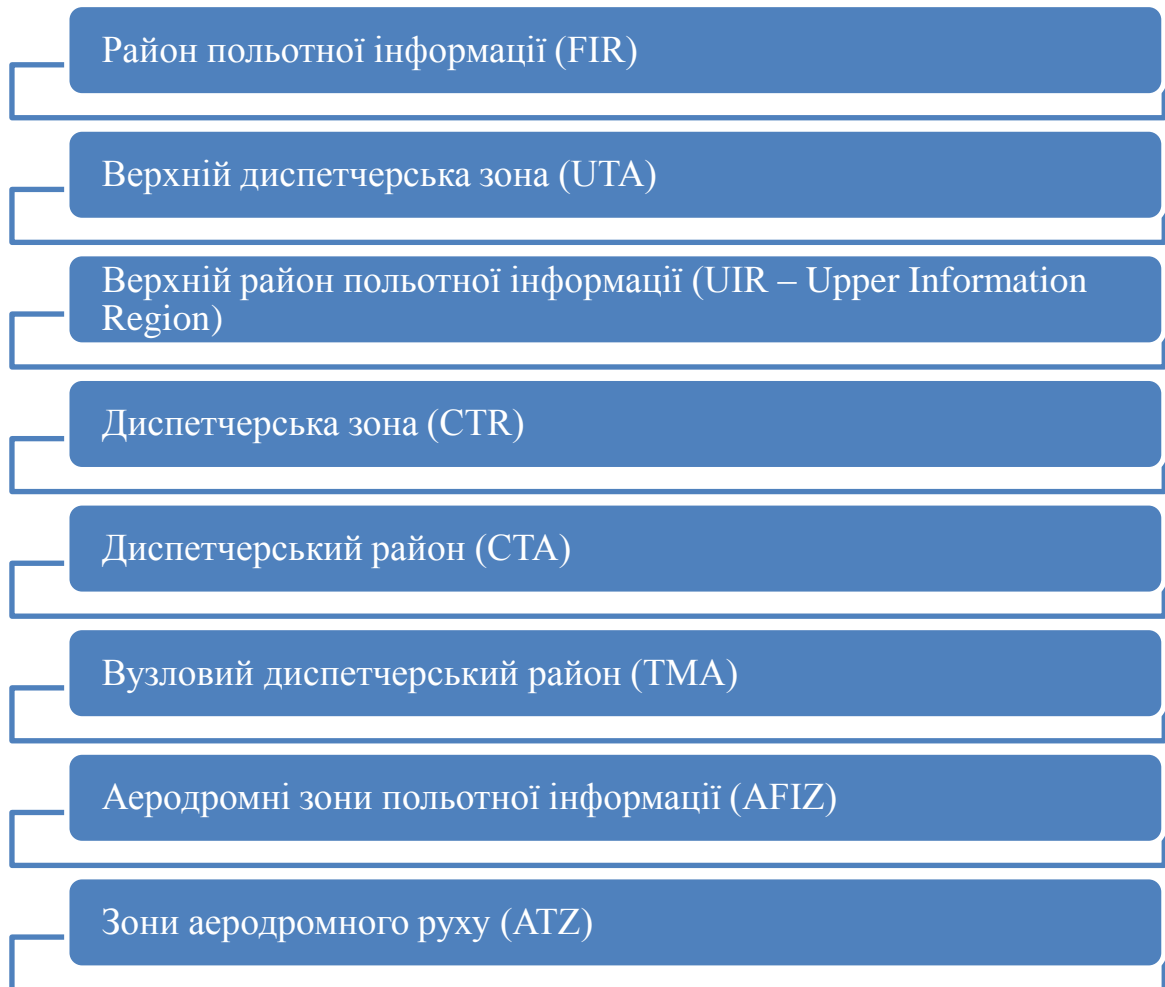 Район польотної інформації (FIR)
Верхній диспетчерська зона (UTA)
Верхній район польотної інформації (UIR – Upper Information
Region)
Диспетчерська зона (CTR)
Диспетчерський район (CTA)
Вузловий диспетчерський район (TMA)
Аеродромні зони польотної інформації (AFIZ)
Зони аеродромного руху (ATZ)